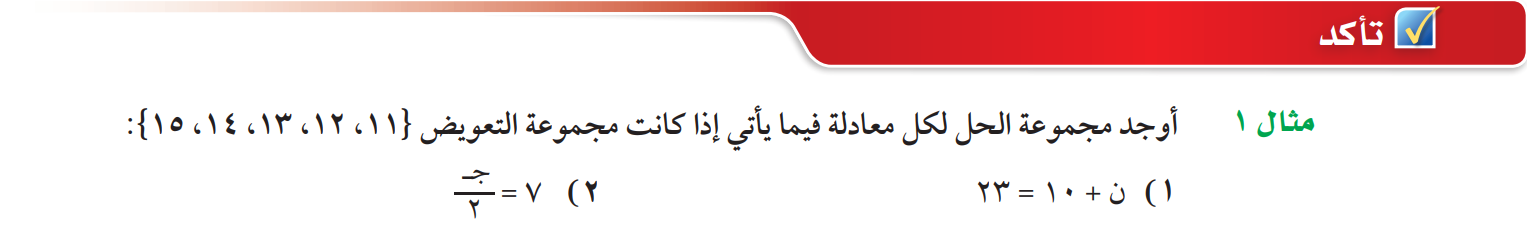 تأكد
مثال ١ أوجد مجموعة الحل لكل معادلة فيما يأتي إذا كانت مجموعة التعويض {١١، ١٢، ١٣، ١٤، ١٥}:
١) ن + ١٠ = ٢٣ ٢) ٧ = جـ/٢